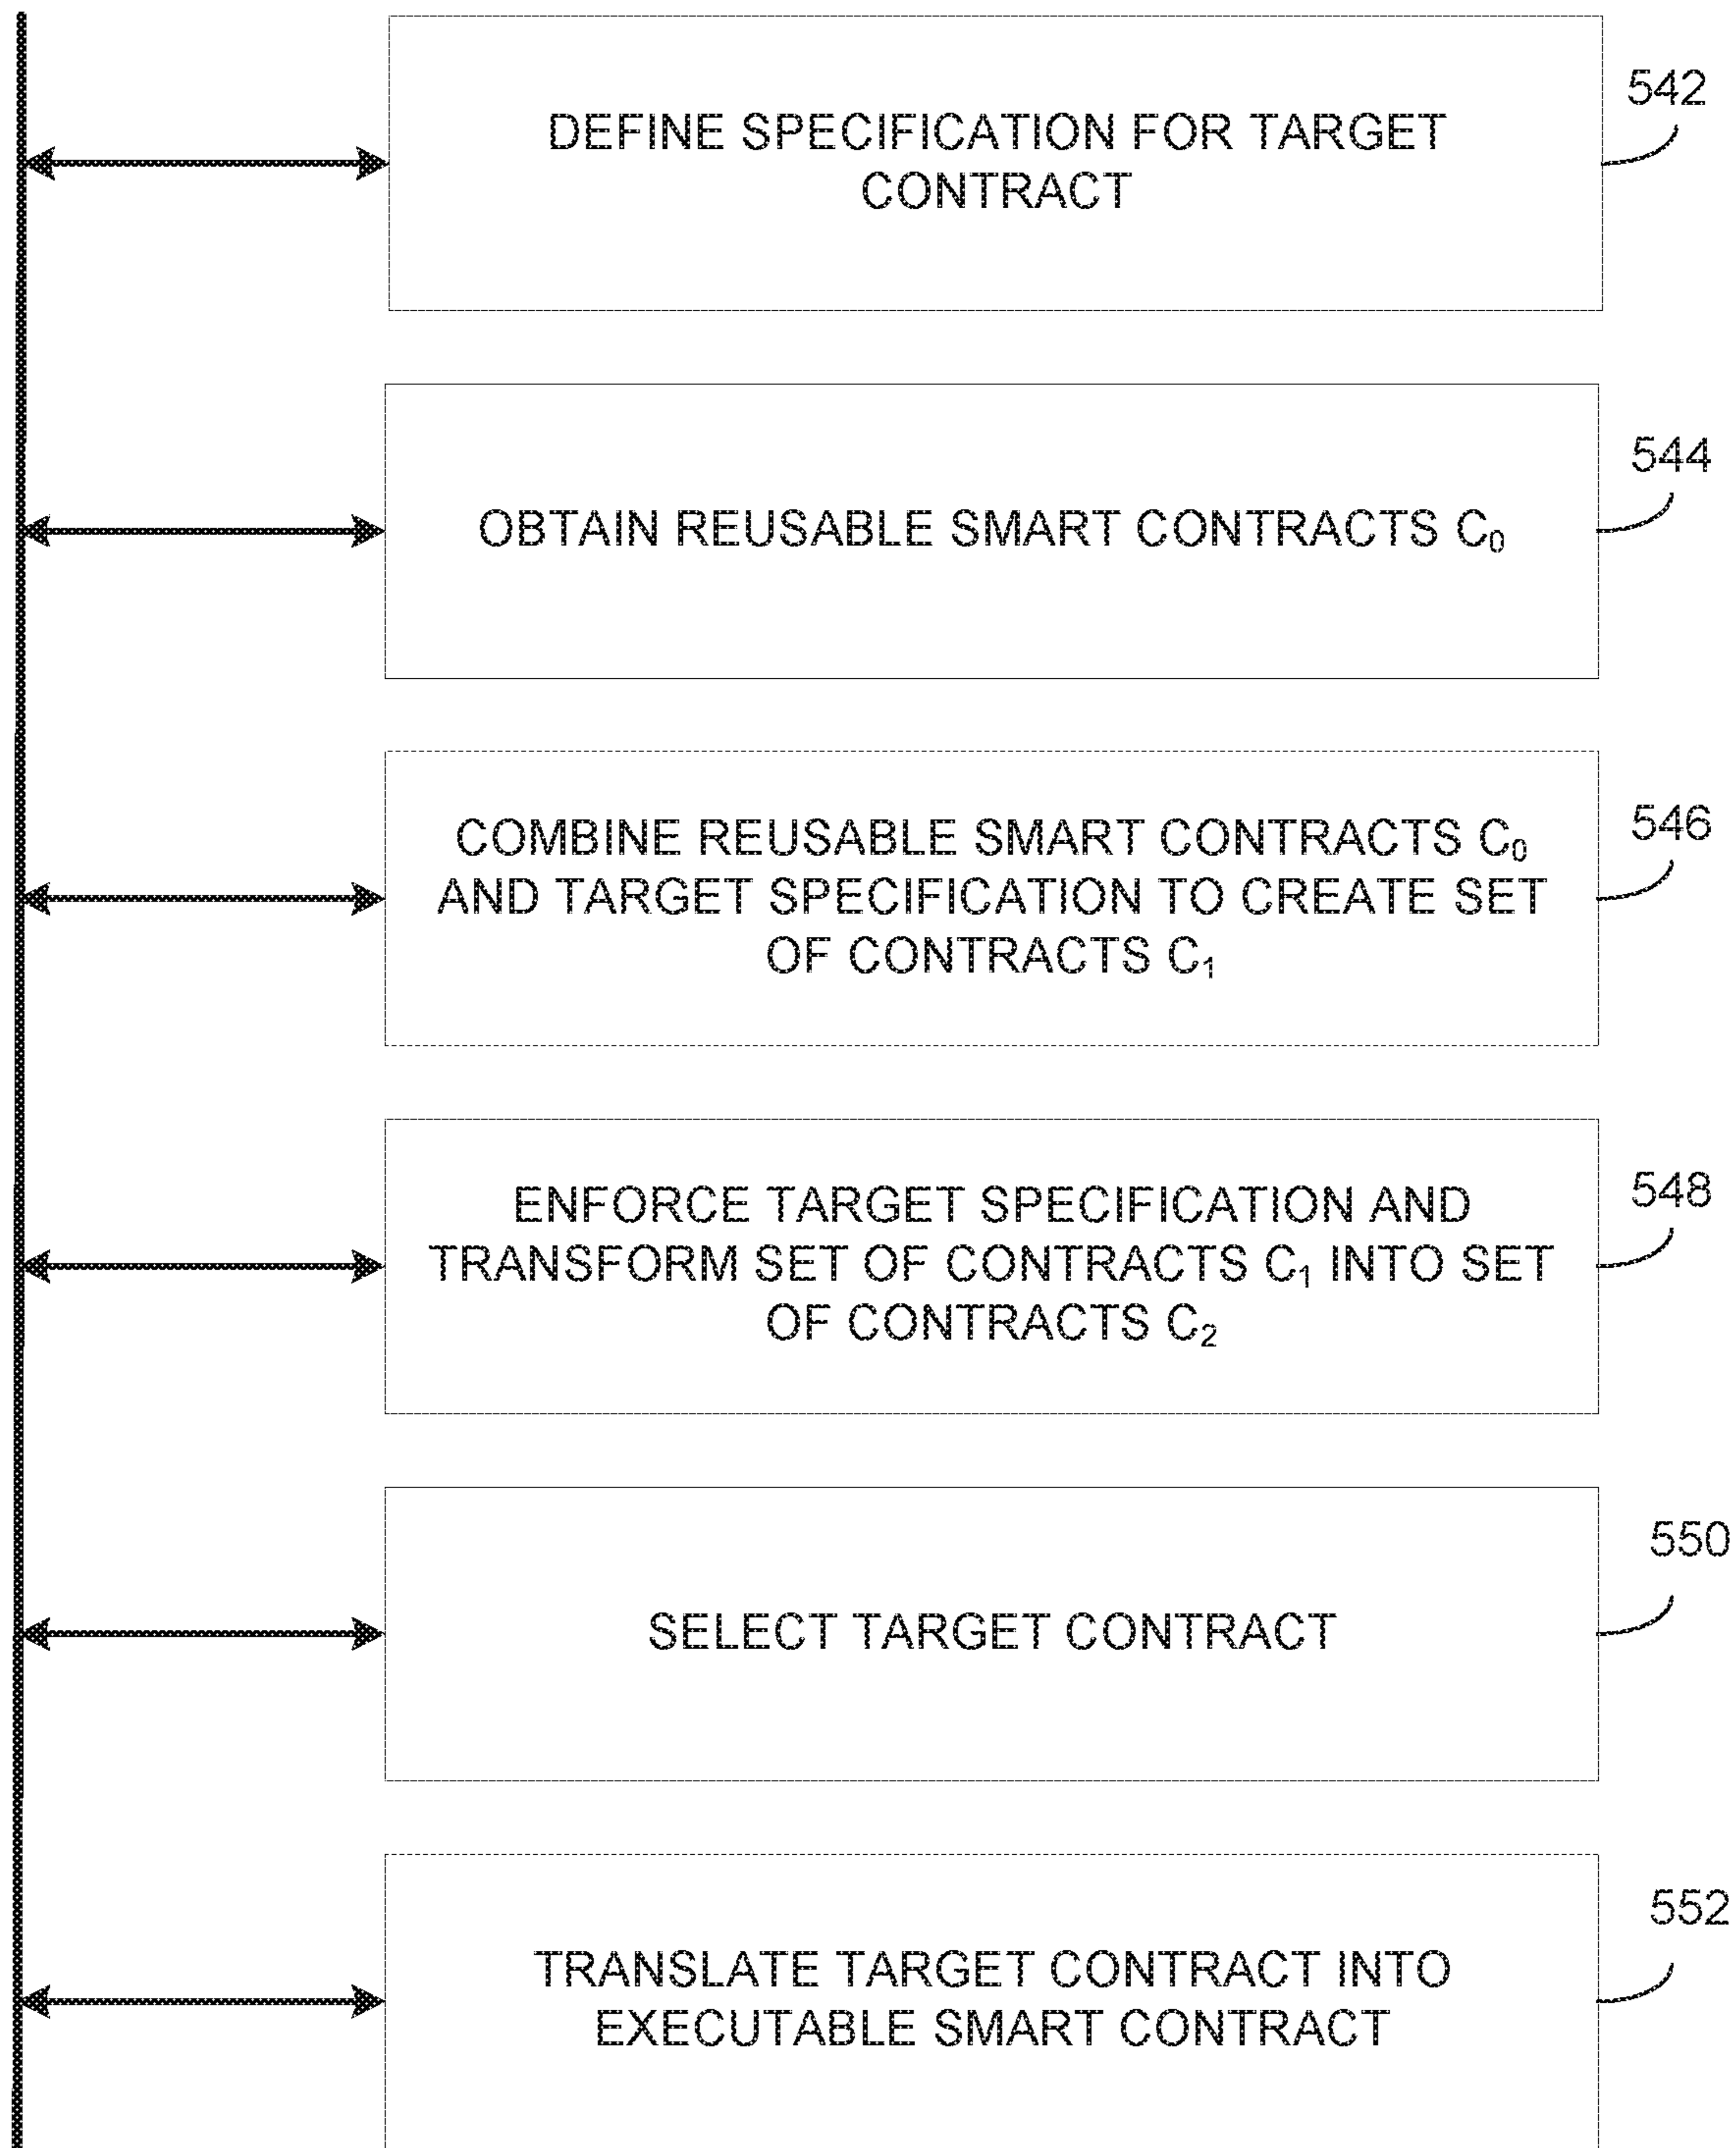 DEFINE SPECIFICATION FOR TARGET
CONTRACT
542
OBTAIN REUSABLE SMART CONTRACTS C₀
544
COMBINE REUSABLE SMART CONTRACTS C₀
AND TARGET SPECIFICATION TO CREATE SET
OF CONTRACTS C₁
546
ENFORCE TARGET SPECIFICATION AND
TRANSFORM SET OF CONTRACTS C₁ INTO SET
OF CONTRACTS C₂
548
SELECT TARGET CONTRACT
550
TRANSLATE TARGET CONTRACT INTO
EXECUTABLE SMART CONTRACT
552